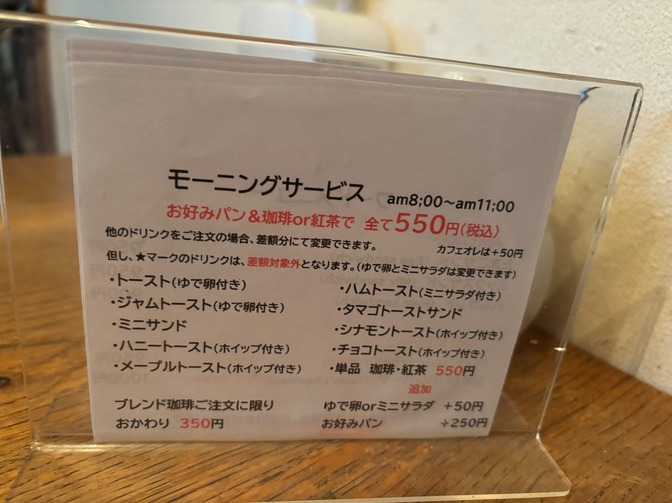 モーニングサービス am8;00～am11;00
お好みパン＆珈琲or紅茶で 全て550円(税込)
他のドリンクをご注文の場合、差額分にて変更できます。 カフェオレは+50円
但し、★マークのドリンクは、差額対象外となります。(ゆで卵とミニサラダは変更できます)
・トースト(ゆで卵付き) ・ハムトースト(ミニサラダ付き)
・ジャムトースト(ゆで卵付き) ・タマゴトーストサンド
・ミニサンド ・シナモントースト(ホイップ付き)
・ハニートースト(ホイップ付き) ・チョコトースト(ホイップ付き)
・メープルトースト(ホイップ付き) ・単品 珈琲・紅茶 550円
追加
ブレンド珈琲ご注文に限り ゆで卵orミニサラダ +50円
おかわり 350円 お好みパン +250円